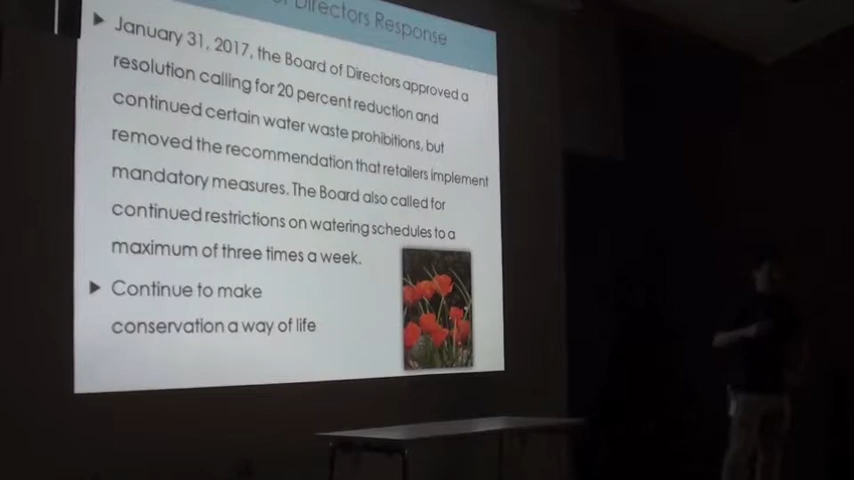 Directors Response
January 31, 2017, the Board of Directors approved a
resolution calling for 20 percent reduction and
continued certain water waste prohibitions, but
removed the recommendation that retailers implement
mandatory measures. The Board also called for
continued restrictions on watering schedules to a
maximum of three times a week.
Continue to make
conservation a way of life